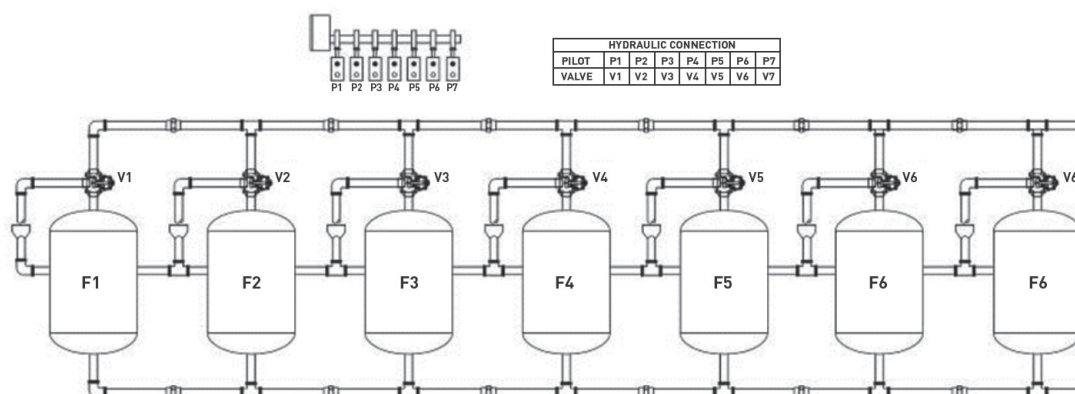 HYDRAULIC CONNECTION
PILOT P1 P2 P3 P4 P5 P6 P7
VALVE V1 V2 V3 V4 V5 V6 V7
P1 P2 P3 P4 P5 P6 P7
V1 V2 V3 V4 V5 V6 V6
F1 F2 F3 F4 F5 F6 F6